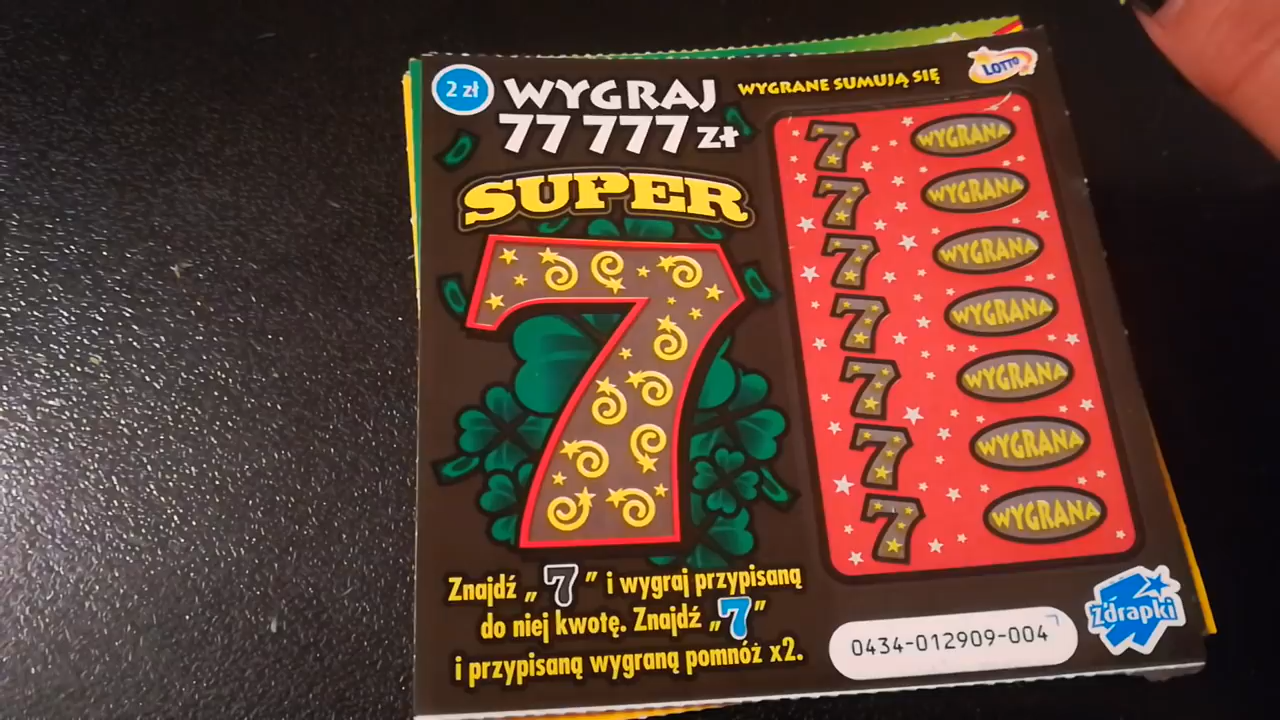 2 zł
WYGRAJ
77 777 zł
WYGRANE SUMUJĄ SIĘ
LOTTO
SUPER
7
7 WYGRANA
7 WYGRANA
7 WYGRANA
7 WYGRANA
7 WYGRANA
7 WYGRANA
7 WYGRANA
Znajdź „7” i wygraj przypisaną
do niej kwotę. Znajdź „7”
i przypisaną wygraną pomnóż x2.
0434-012909-004
Zdrapki